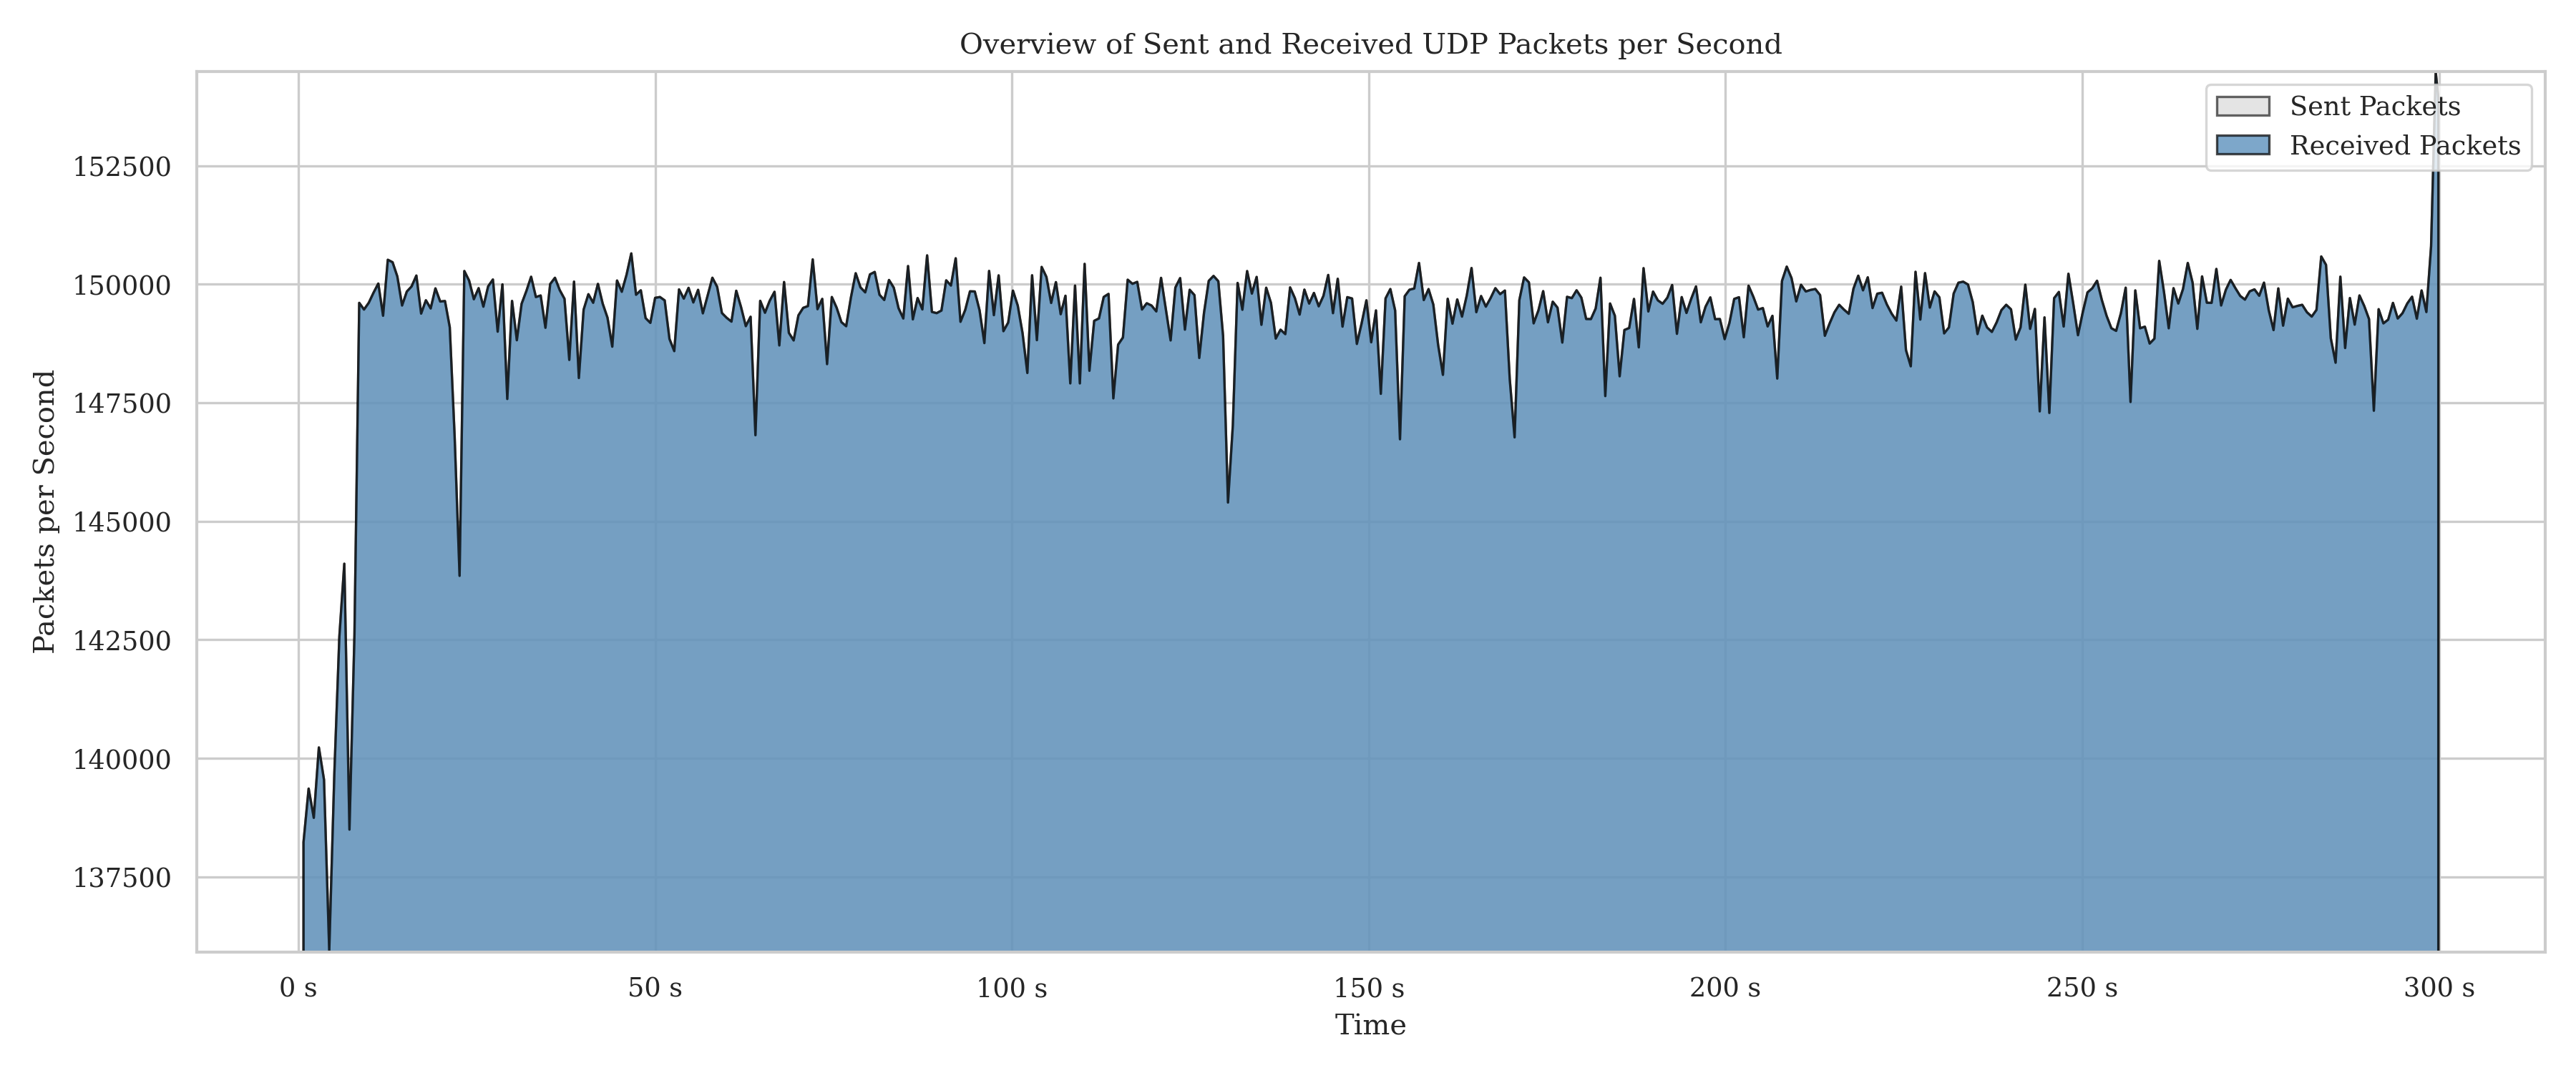 Overview of Sent and Received UDP Packets per Second
Sent Packets
Received Packets
Packets per Second
152500
150000
147500
145000
142500
140000
137500
0 s
50 s
100 s
150 s
200 s
250 s
300 s
Time